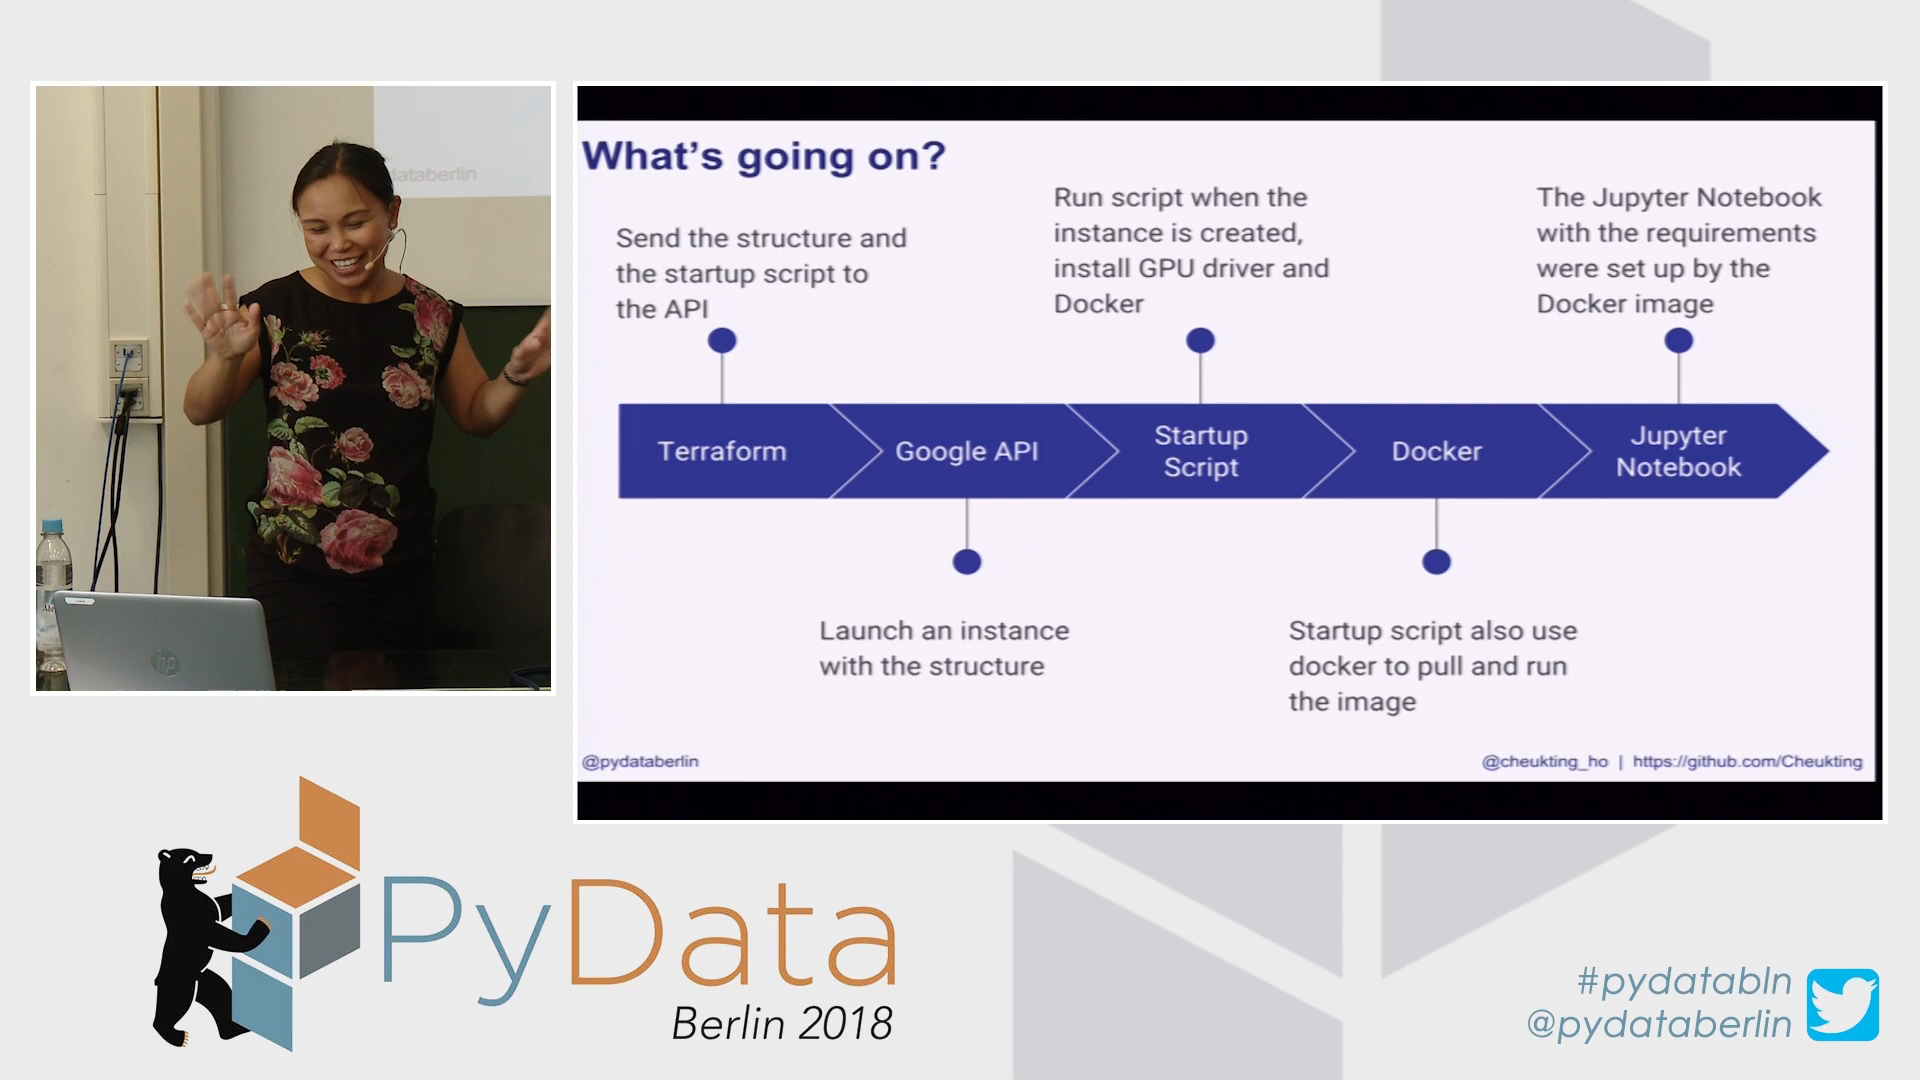 ataberlin
hp
What's going on?
Send the structure and
the startup script to
the API
Run script when the
instance is created,
install GPU driver and
Docker
The Jupyter Notebook
with the requirements
were set up by the
Docker image
Terraform
Google API
Startup
Script
Docker
Jupyter
Notebook
Launch an instance
with the structure
Startup script also use
docker to pull and run
the image
@pydataberlin
@cheukting_ho | https://github.com/Cheukting
PyData
Berlin 2018
#pydatabln
@pydataberlin